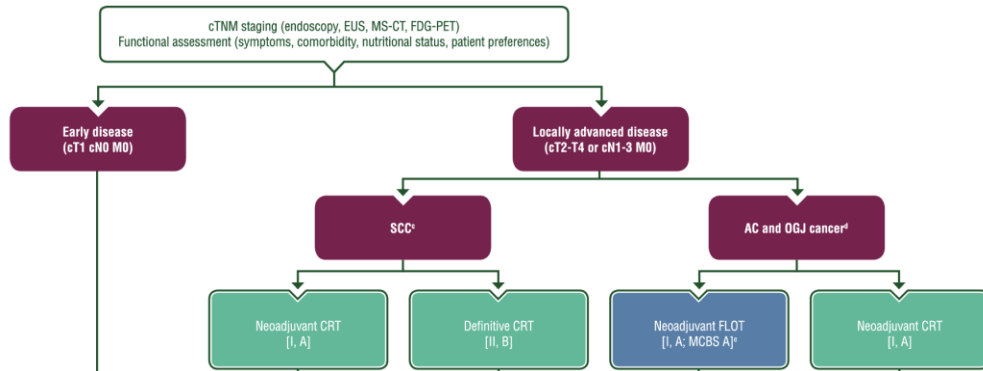 cTNM staging (endoscopy, EUS, MS-CT, FDG-PET)
Functional assessment (symptoms, comorbidity, nutritional status, patient preferences)
Early disease
(cT1 cN0 M0)
Locally advanced disease
(cT2-T4 or cN1-3 M0)
SCCᶜ
AC and OGJ cancerᵈ
Neoadjuvant CRT
[I, A]
Definitive CRT
[II, B]
Neoadjuvant FLOT
[I, A; MCBS A]ᵉ
Neoadjuvant CRT
[I, A]